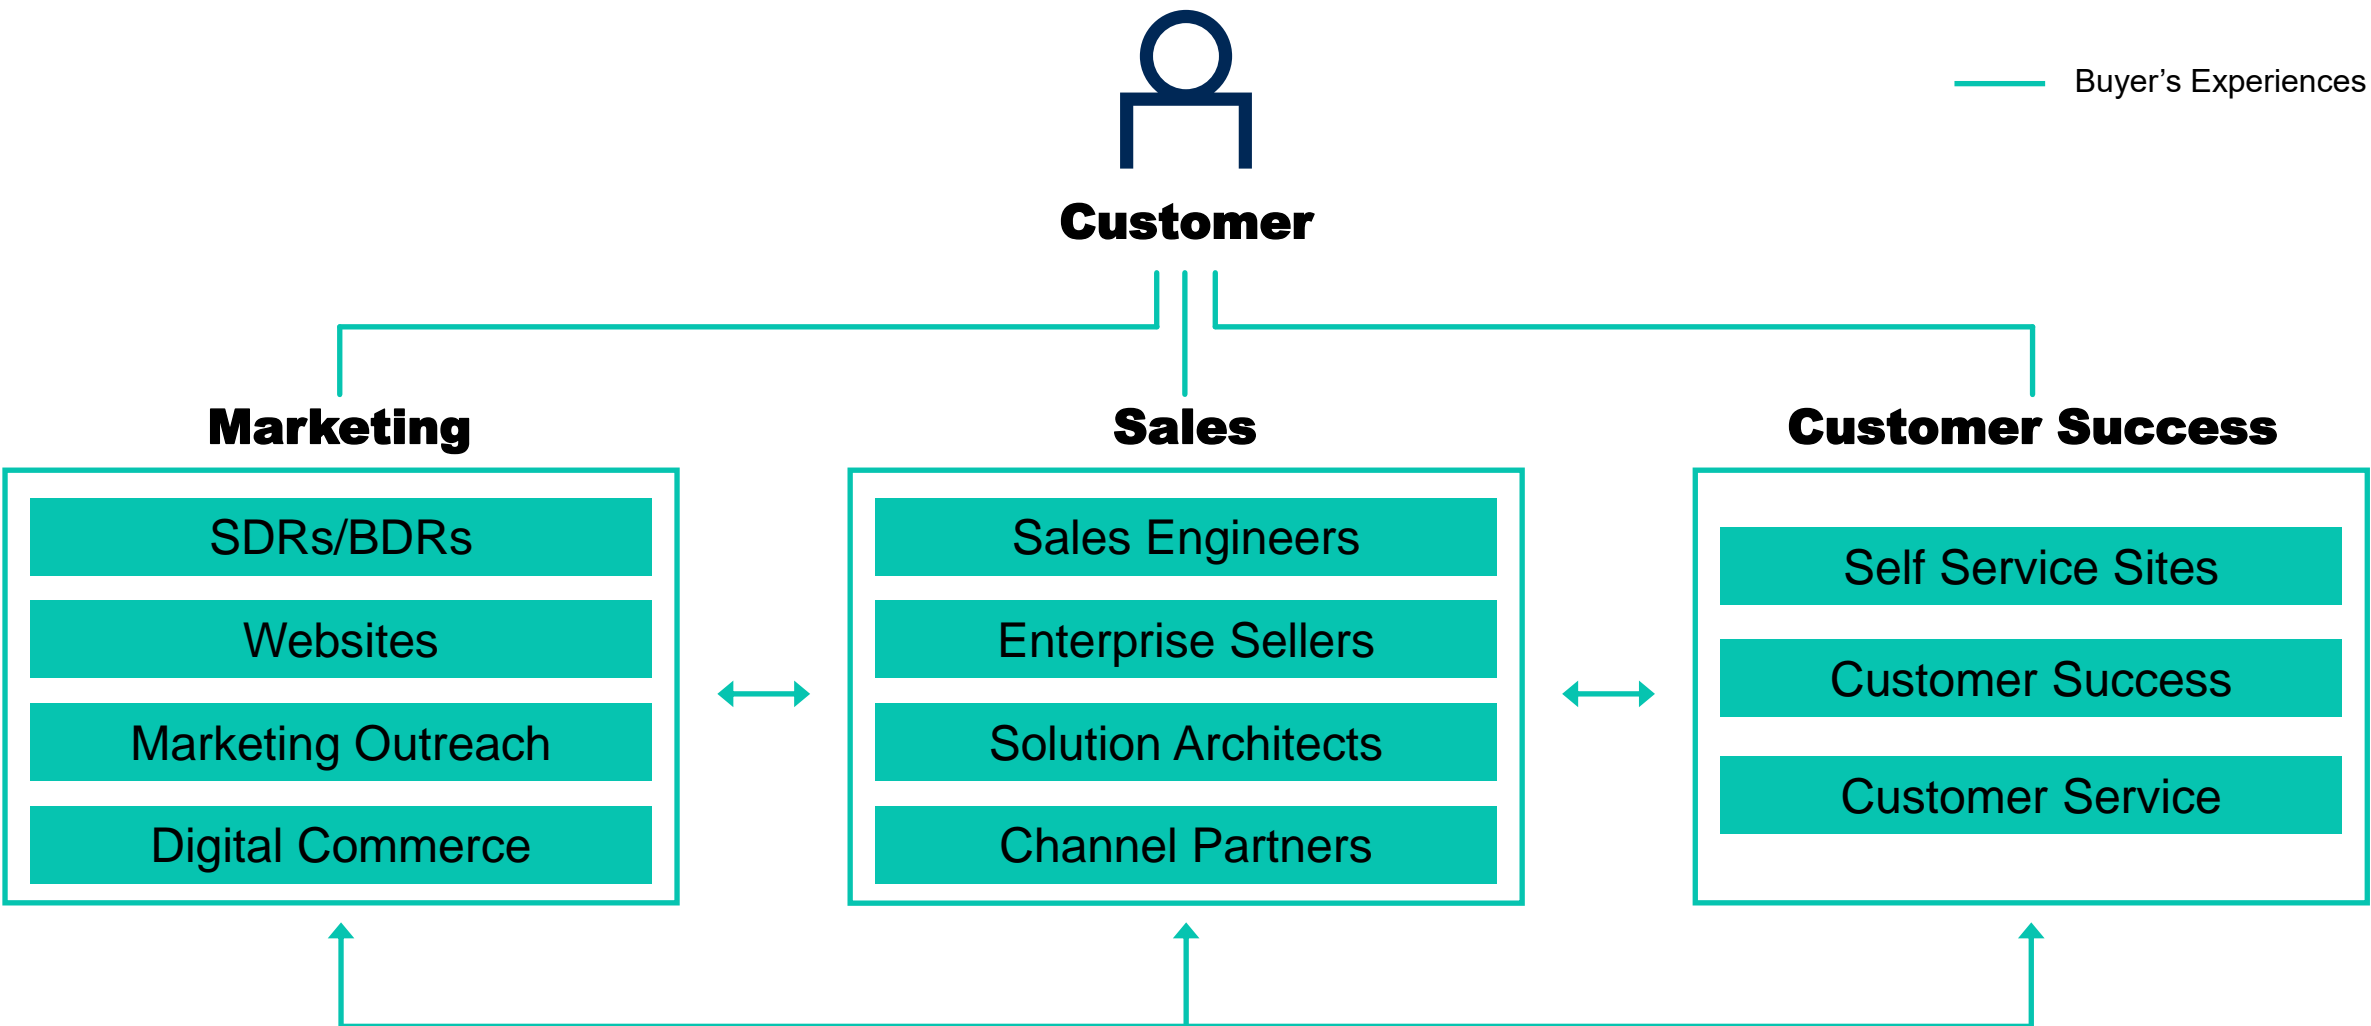 Buyer’s Experiences
Customer
Marketing
Sales
Customer Success
SDRs/BDRs
Websites
Marketing Outreach
Digital Commerce
Sales Engineers
Enterprise Sellers
Solution Architects
Channel Partners
Self Service Sites
Customer Success
Customer Service